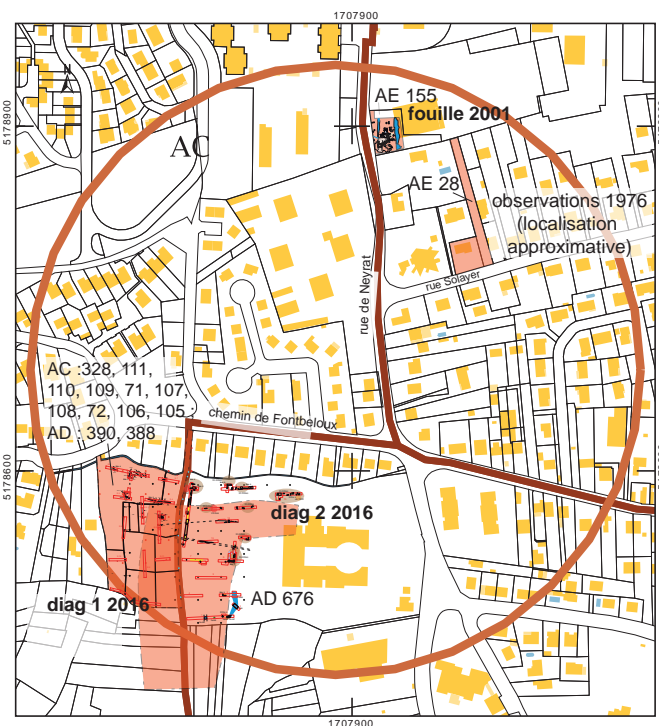 1707900
5178900
N
AC
AE 155
fouille 2001
AE 28
observations 1976
(localisation
approximative)
rue Solayer
rue de Neyrat
AC :328, 111,
110, 109, 71, 107,
108, 72, 106, 105
AD : 390, 388
chemin de Fontbeloux
5178600
diag 2 2016
diag 1 2016
AD 676
1707900